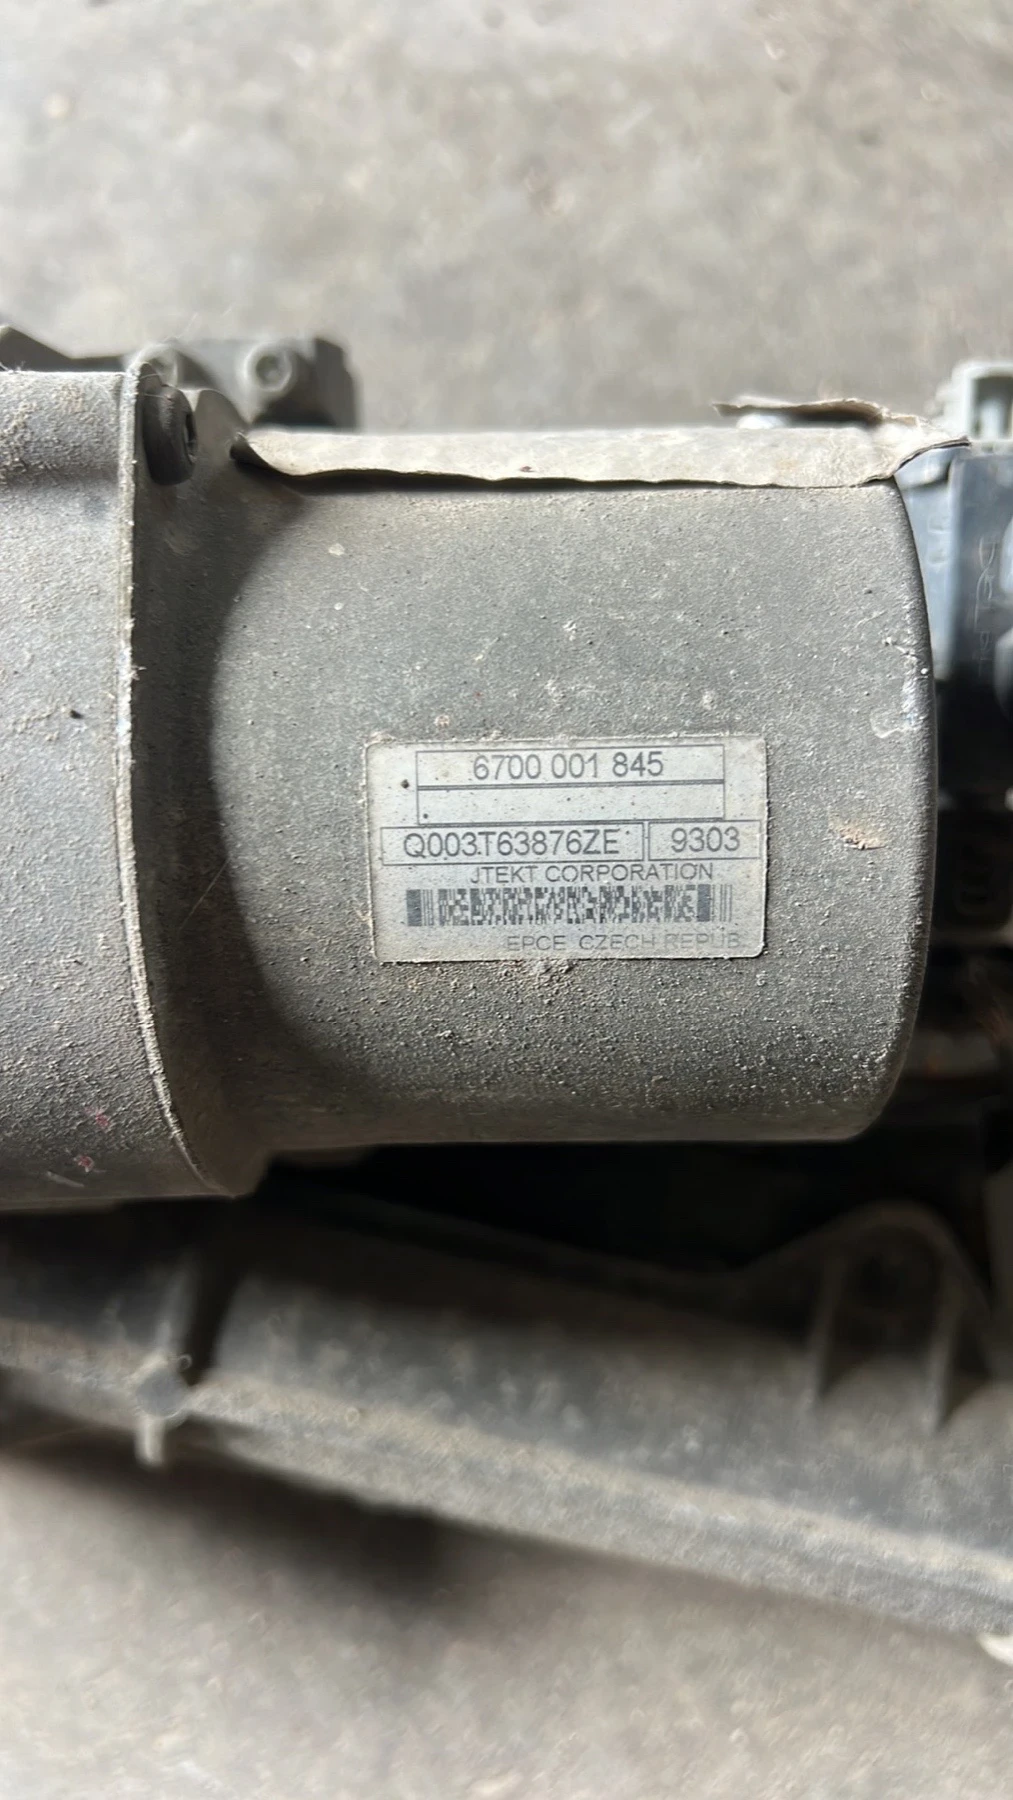 6700 001 845
Q003T63876ZE 9303
JTEKT CORPORATION
EPCE CZECH REPUB.